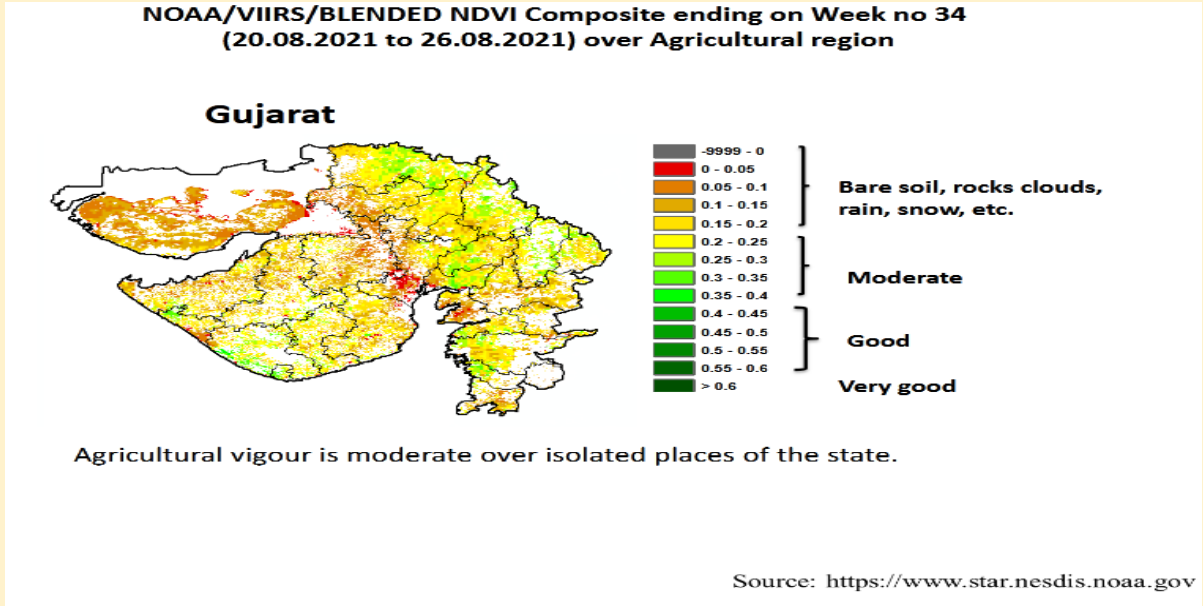 NOAA/VIIRS/BLENDED NDVI Composite ending on Week no 34
(20.08.2021 to 26.08.2021) over Agricultural region
Gujarat
-9999 - 0
0 - 0.05
0.05 - 0.1
0.1 - 0.15
0.15 - 0.2
0.2 - 0.25
0.25 - 0.3
0.3 - 0.35
0.35 - 0.4
0.4 - 0.45
0.45 - 0.5
0.5 - 0.55
0.55 - 0.6
> 0.6
Bare soil, rocks clouds,
rain, snow, etc.
Moderate
Good
Very good
Agricultural vigour is moderate over isolated places of the state.
Source: https://www.star.nesdis.noaa.gov